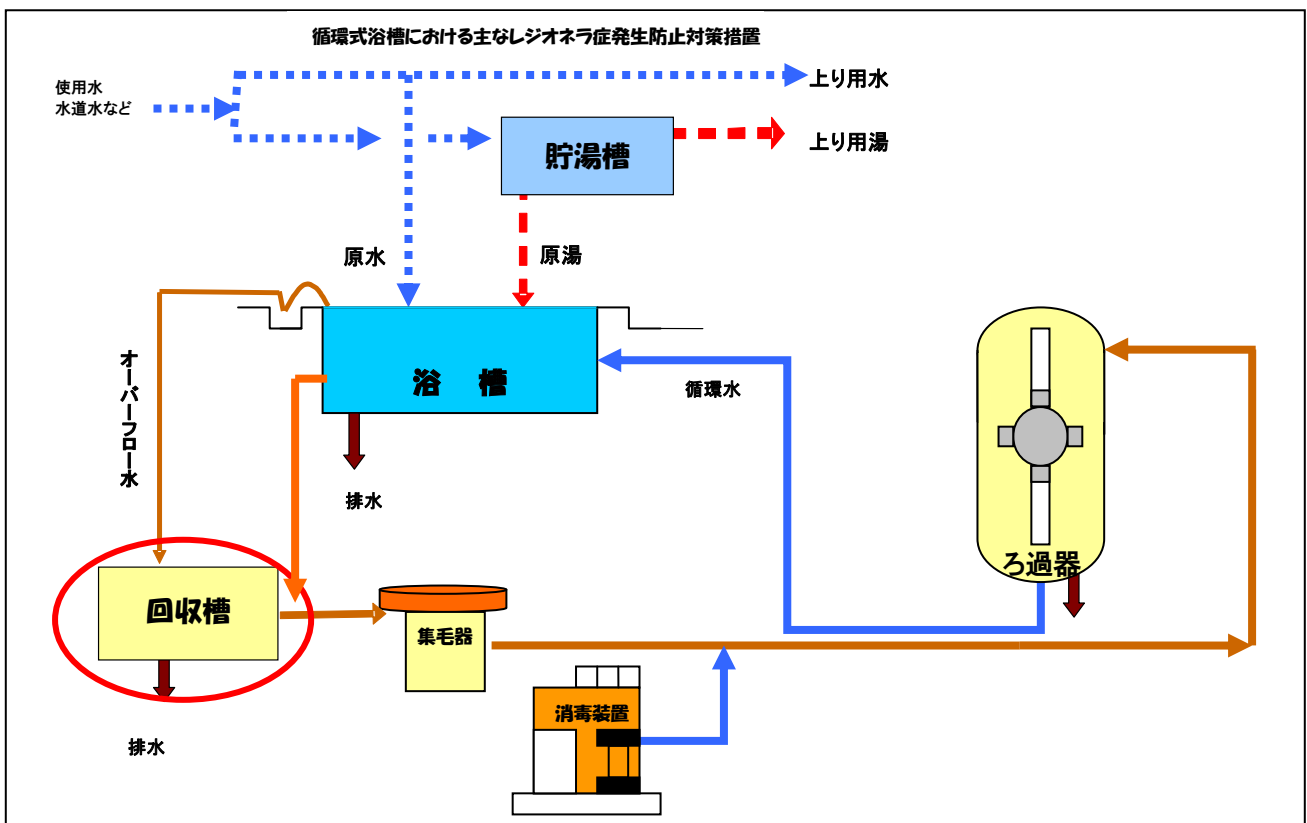 循環式浴槽における主なレジオネラ症発生防止対策措置
使用水
水道水など
上り用水
貯湯槽
上り用湯
原水
原湯
オーバーフロー水
浴　槽
循環水
排水
ろ過器
回収槽
集毛器
消毒装置
排水